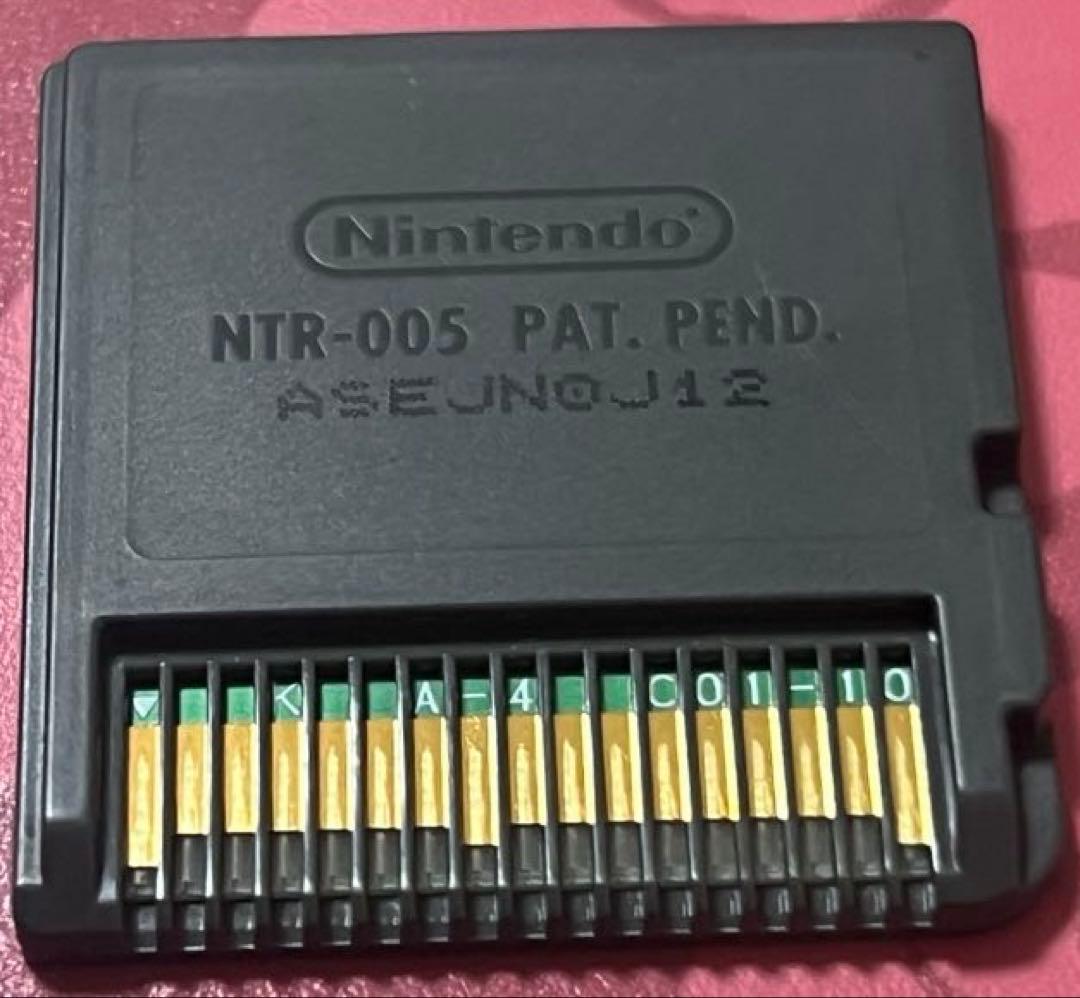 Nintendo
NTR-005 PAT. PEND.
ASEJN0J12
A-4 C01-10